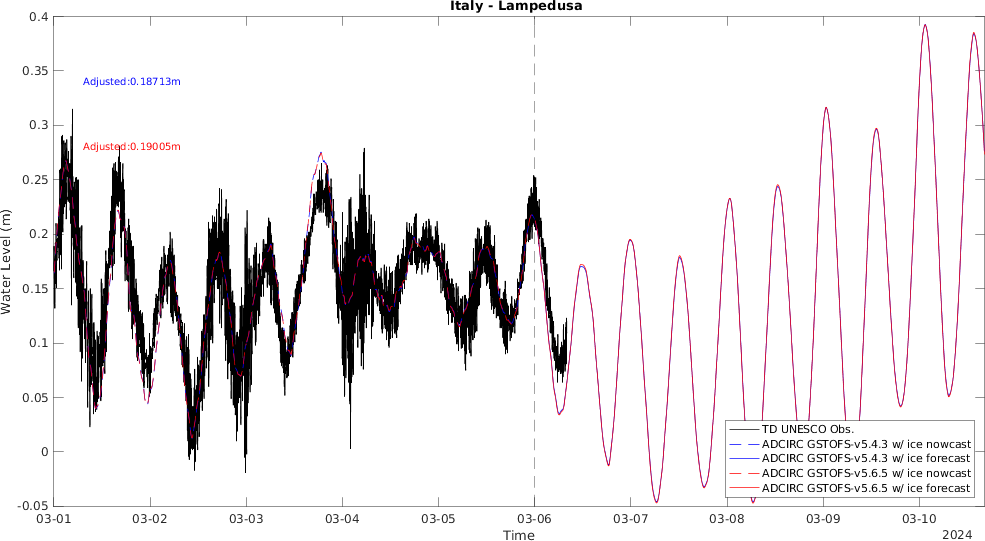 Italy - Lampedusa
0.4
0.35
0.3
0.25
0.2
0.15
0.1
0.05
0
-0.05
Water Level (m)
Adjusted:0.18713m
Adjusted:0.19005m
TD UNESCO Obs.
ADCIRC GSTOFS-v5.4.3 w/ ice nowcast
ADCIRC GSTOFS-v5.4.3 w/ ice forecast
ADCIRC GSTOFS-v5.6.5 w/ ice nowcast
ADCIRC GSTOFS-v5.6.5 w/ ice forecast
03-01 03-02 03-03 03-04 03-05 03-06 03-07 03-08 03-09 03-10
Time
2024